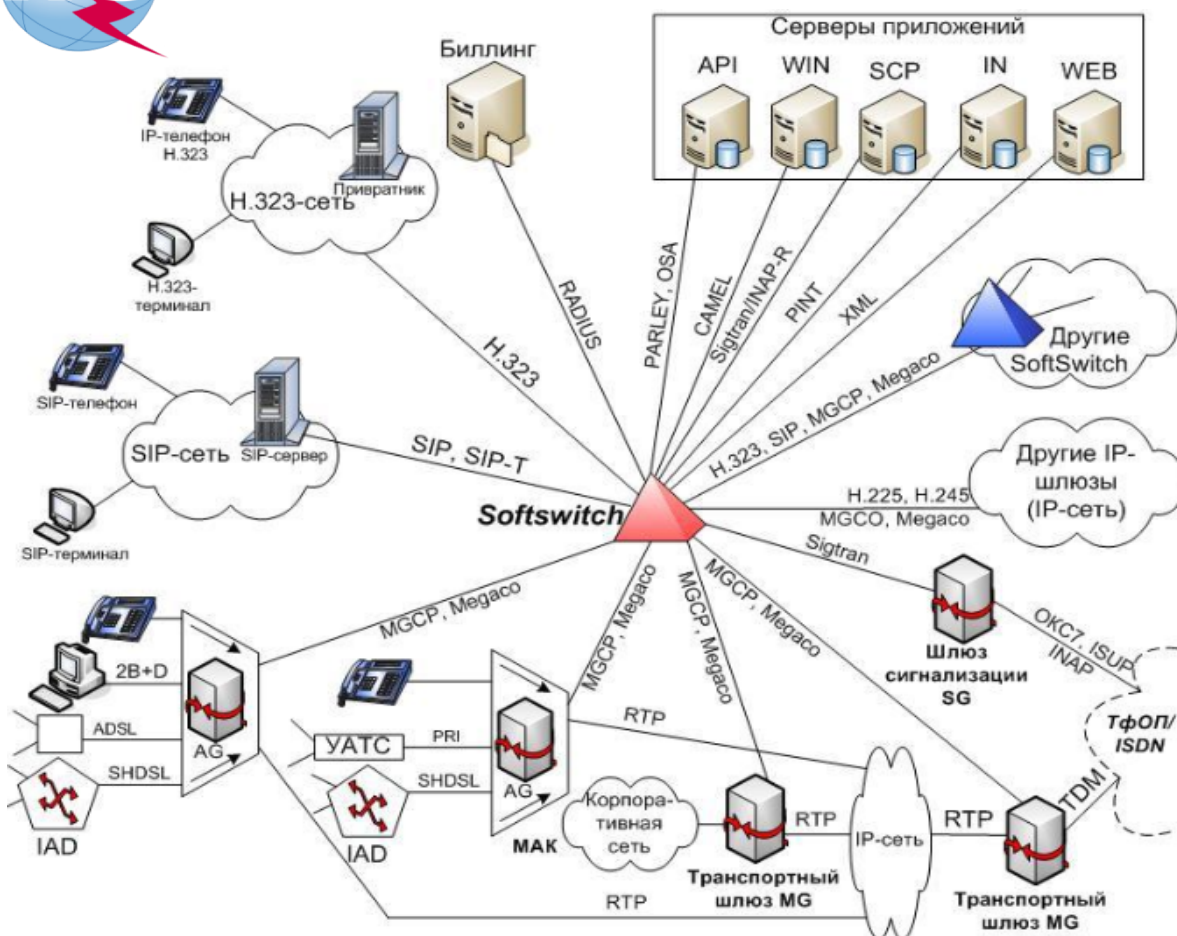 Серверы приложений
Биллинг
API
WIN
SCP
IN
WEB
IP-телефон
H.323
Привратник
H.323-сеть
H.323-
терминал
RADIUS
PARLEY, OSA
CAMEL
Sigtran/INAP-R
PINT
XML
H.323
Другие
SoftSwitch
H.323, SIP, MGCP, Megaco
SIP-телефон
SIP-сеть
SIP-сервер
SIP, SIP-T
SIP-терминал
Softswitch
Другие IP-
шлюзы
(IP-сеть)
H.225, H.245
MGCO, Megaco
Sigtran
MGCP, Megaco
MGCP, Megaco
MGCP, Megaco
MGCP, Megaco
Шлюз
сигнализации
SG
ОКС7, ISUP
INAP
ТфОП/
ISDN
TDM
2B+D
ADSL
SHDSL
AG
IAD
УАТС
PRI
SHDSL
AG
IAD
МАК
RTP
Корпора-
тивная
сеть
RTP
IP-сеть
RTP
Транспортный
шлюз MG
Транспортный
шлюз MG
RTP